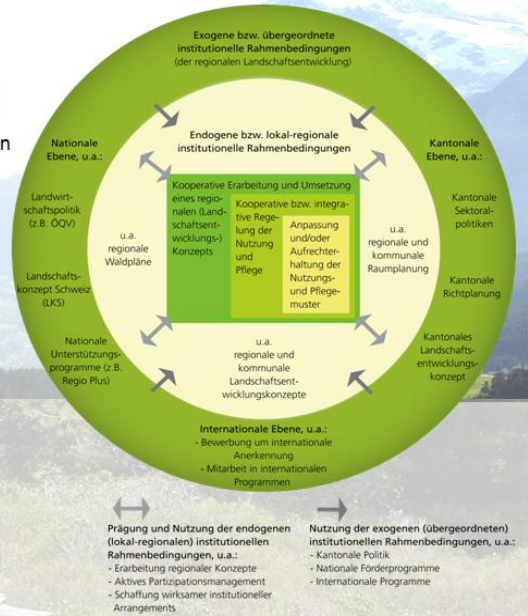 Exogene bzw. übergeordnete
institutionelle Rahmenbedingungen
(der regionalen Landschaftsentwicklung)
n
Nationale
Ebene, u.a.:
Landwirt-
schaftspolitik
(z.B. ÖQV)
Landschafts-
konzept Schweiz
(LKS)
Nationale
Unterstützungs-
programme (z.B.
Regio Plus)
Endogene bzw. lokal-regionale
institutionelle Rahmenbedingungen
Kantonale
Ebene, u.a.:
Kantonale
Sektoral-
politiken
Kantonale
Richtplanung
Kantonales
Landschafts-
entwicklungs-
konzept
u.a.
regionale
Waldpläne
Kooperative Erarbeitung und Umsetzung
eines regio-
nalen (Land-
schaftsent-
wicklungs-)
Konzepts
Kooperative bzw. integra-
tive Rege-
lung der
Nutzung
und
Pflege
Anpassung
und/oder
Aufrechter-
haltung der
Nutzungs-
und Pflege-
muster
u.a.
regionale und
kommunale
Raumplanung
u.a.
regionale und
kommunale
Landschaftsent-
wicklungskonzepte
Internationale Ebene, u.a.:
- Bewerbung um internationale
Anerkennung
- Mitarbeit in internationalen
Programmen
Prägung und Nutzung der endogenen
(lokal-regionalen) institutionellen
Rahmenbedingungen, u.a.:
- Erarbeitung regionaler Konzepte
- Aktives Partizipationsmanagement
- Schaffung wirksamer institutioneller
Arrangements
Nutzung der exogenen (übergeordneten)
institutionellen Rahmenbedingungen, u.a.:
- Kantonale Politik
- Nationale Förderprogramme
- Internationale Programme